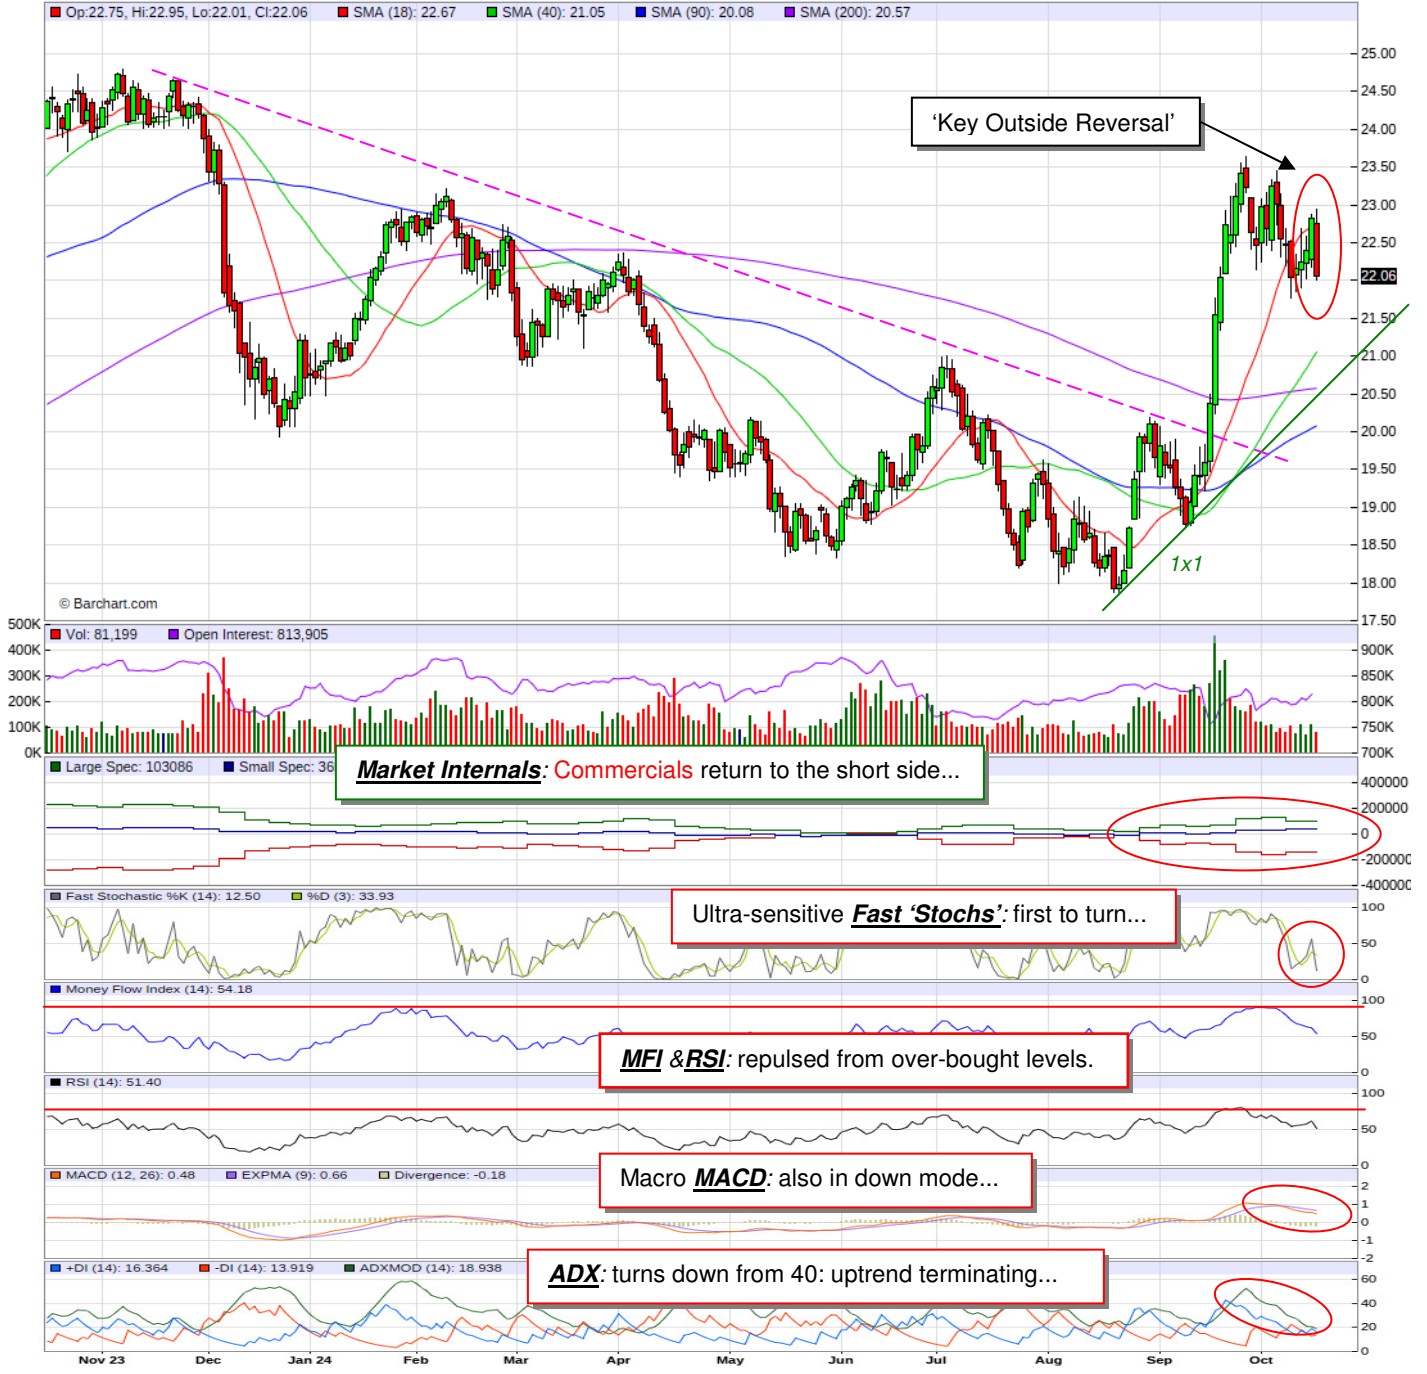 Op:22.75, Hi:22.95, Lo:22.01, Cl:22.06 SMA (18): 22.67 SMA (40): 21.05 SMA (90): 20.08 SMA (200): 20.57
25.00
24.50
24.00
23.50
23.00
22.50
22.06
21.50
21.00
20.50
20.00
19.50
19.00
18.50
18.00
17.50
‘Key Outside Reversal’
1x1
© Barchart.com
Vol: 81,199 Open Interest: 813,905
500K
400K
300K
200K
100K
0K
900K
850K
800K
750K
700K
Large Spec: 103086 Small Spec: 36
Market Internals: Commercials return to the short side...
400000
200000
0
-200000
-400000
Fast Stochastic %K (14): 12.50 %D (3): 33.93
Ultra-sensitive Fast ‘Stochs’: first to turn...
100
50
0
Money Flow Index (14): 54.18
100
50
0
MFI &RSI: repulsed from over-bought levels.
RSI (14): 51.40
100
50
0
MACD (12, 26): 0.48 EXPMA (9): 0.66 Divergence: -0.18
Macro MACD: also in down mode...
2
1
0
-1
-2
+DI (14): 16.364 -DI (14): 13.919 ADXMOD (14): 18.938
ADX: turns down from 40: uptrend terminating...
60
40
20
0
Nov 23 Dec Jan 24 Feb Mar Apr May Jun Jul Aug Sep Oct